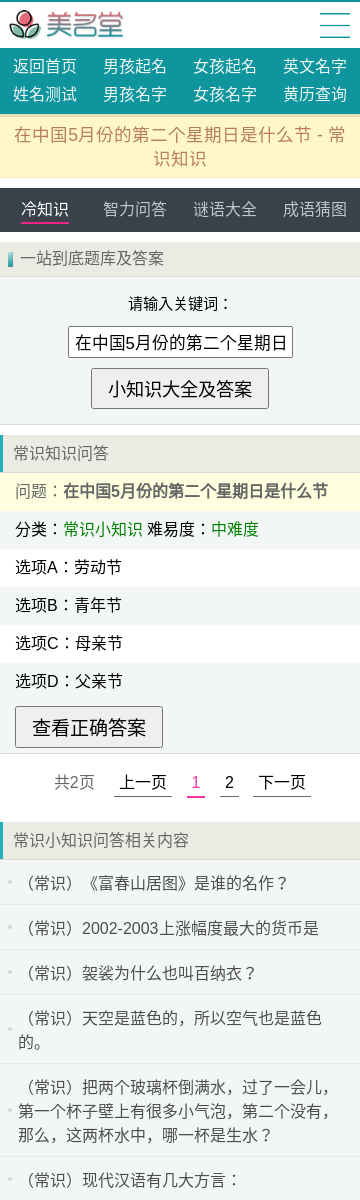 美名堂
返回首页 男孩起名 女孩起名 英文名字
姓名测试 男孩名字 女孩名字 黄历查询
在中国5月份的第二个星期日是什么节 - 常
识知识
冷知识 智力问答 谜语大全 成语猜图
一站到底题库及答案
请输入关键词：
在中国5月份的第二个星期日
小知识大全及答案
常识知识问答
问题：在中国5月份的第二个星期日是什么节
分类：常识小知识 难易度：中难度
选项A：劳动节
选项B：青年节
选项C：母亲节
选项D：父亲节
查看正确答案
共2页 上一页 1 2 下一页
常识小知识问答相关内容
（常识）《富春山居图》是谁的名作？
（常识）2002-2003上涨幅度最大的货币是
（常识）袈裟为什么也叫百纳衣？
（常识）天空是蓝色的，所以空气也是蓝色
的。
（常识）把两个玻璃杯倒满水，过了一会儿，
第一个杯子壁上有很多小气泡，第二个没有，
那么，这两杯水中，哪一杯是生水？
（常识）现代汉语有几大方言：